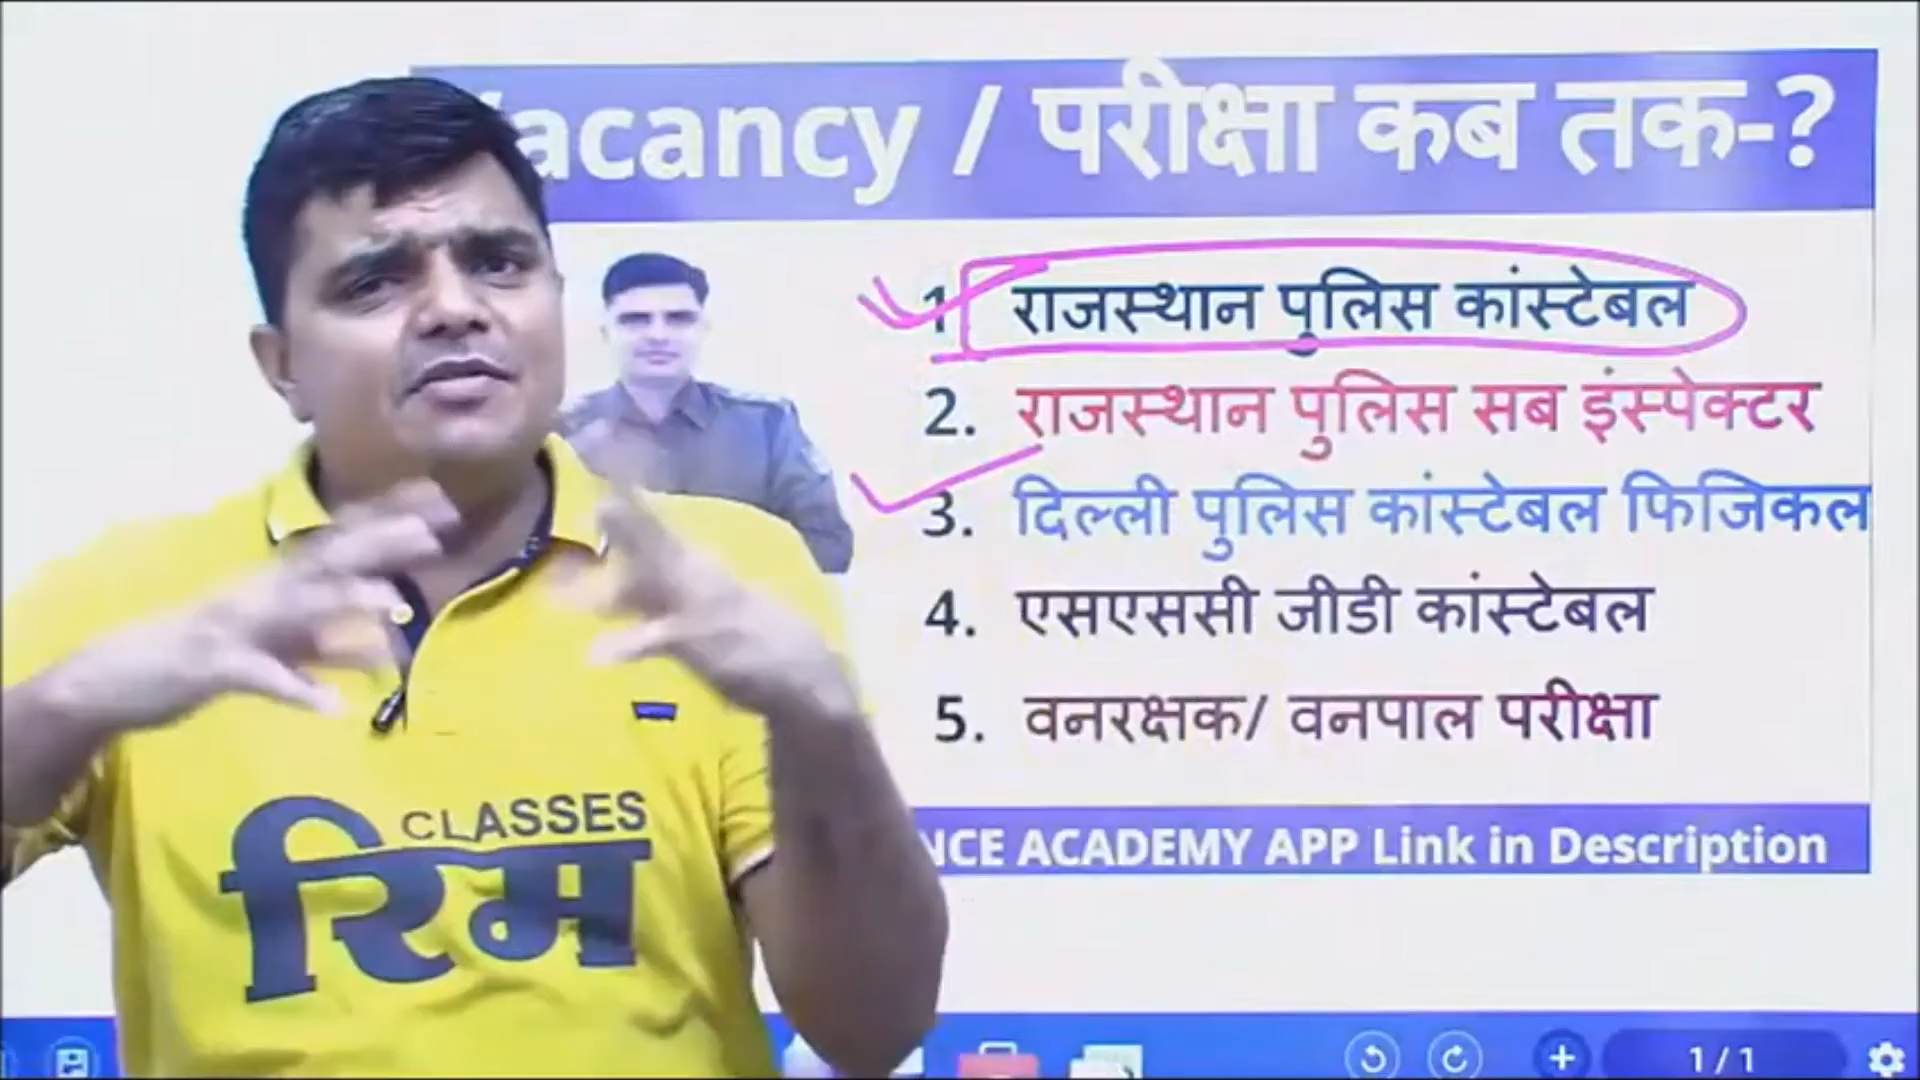 acancy / परीक्षा कब तक-?
1 राजस्थान पुलिस कांस्टेबल
2. राजस्थान पुलिस सब इंस्पेक्टर
3. दिल्ली पुलिस कांस्टेबल फिजिकल
4. एसएससी जीडी कांस्टेबल
5. वनरक्षक/ वनपाल परीक्षा
NCE ACADEMY APP Link in Description
CLASSES
रिम
1/1